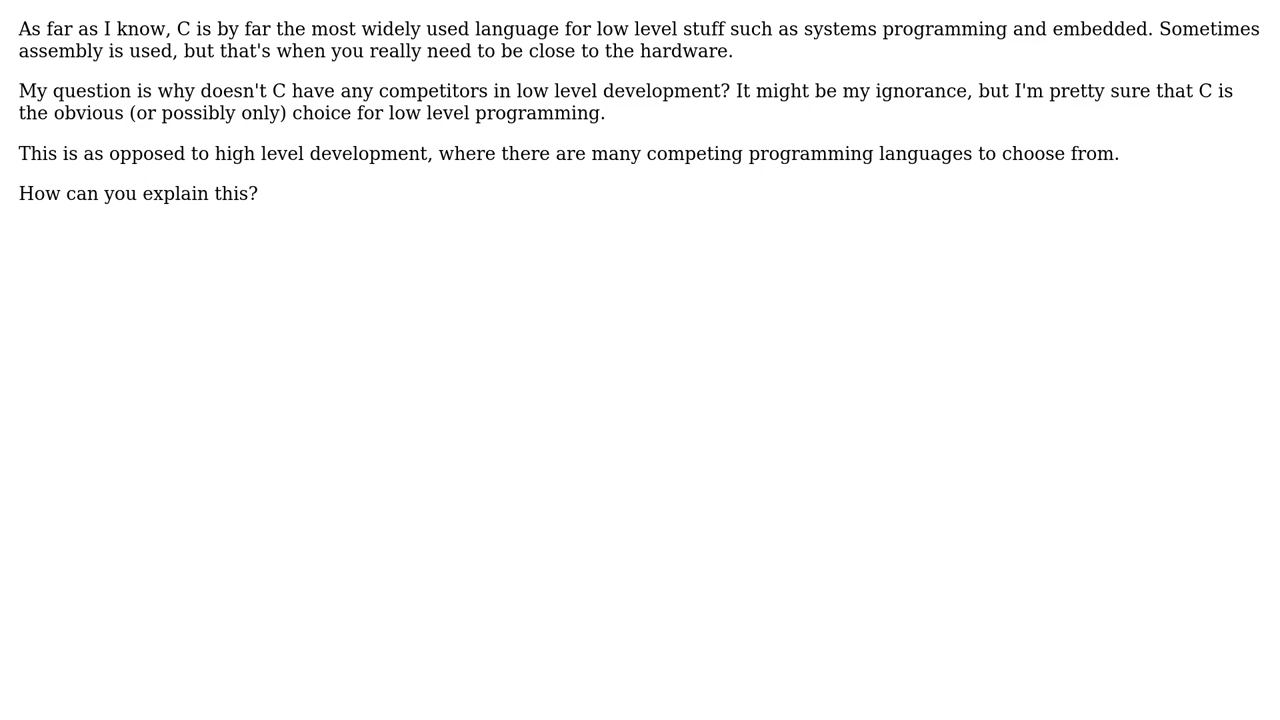 As far as I know, C is by far the most widely used language for low level stuff such as systems programming and embedded. Sometimes
assembly is used, but that's when you really need to be close to the hardware.
My question is why doesn't C have any competitors in low level development? It might be my ignorance, but I'm pretty sure that C is
the obvious (or possibly only) choice for low level programming.
This is as opposed to high level development, where there are many competing programming languages to choose from.
How can you explain this?